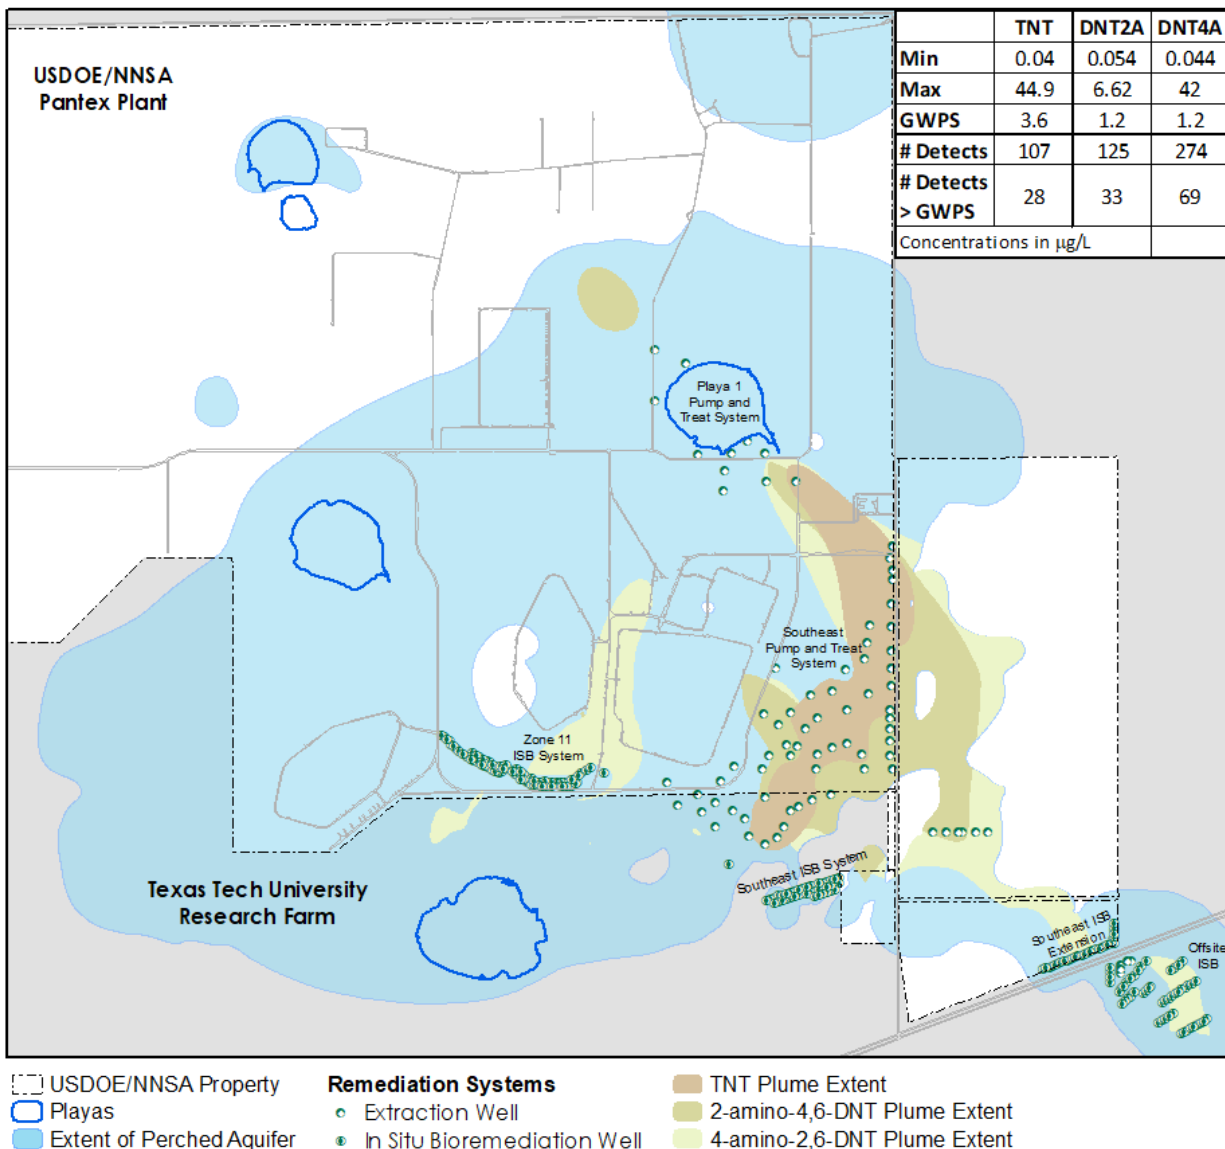 USDOE/NNSA
Pantex Plant
TNT DNT2A DNT4A
Min 0.04 0.054 0.044
Max 44.9 6.62 42
GWPS 3.6 1.2 1.2
# Detects 107 125 274
# Detects
> GWPS 28 33 69
Concentrations in µg/L
Playa 1
Pump and
Treat System
Southeast
Pump and Treat
System
Zone 11
ISB System
Southeast ISB System
Texas Tech University
Research Farm
Southeast ISB
Extension
Offsite
ISB
USDOE/NNSA Property
Playas
Extent of Perched Aquifer
Remediation Systems
Extraction Well
In Situ Bioremediation Well
TNT Plume Extent
2-amino-4,6-DNT Plume Extent
4-amino-2,6-DNT Plume Extent